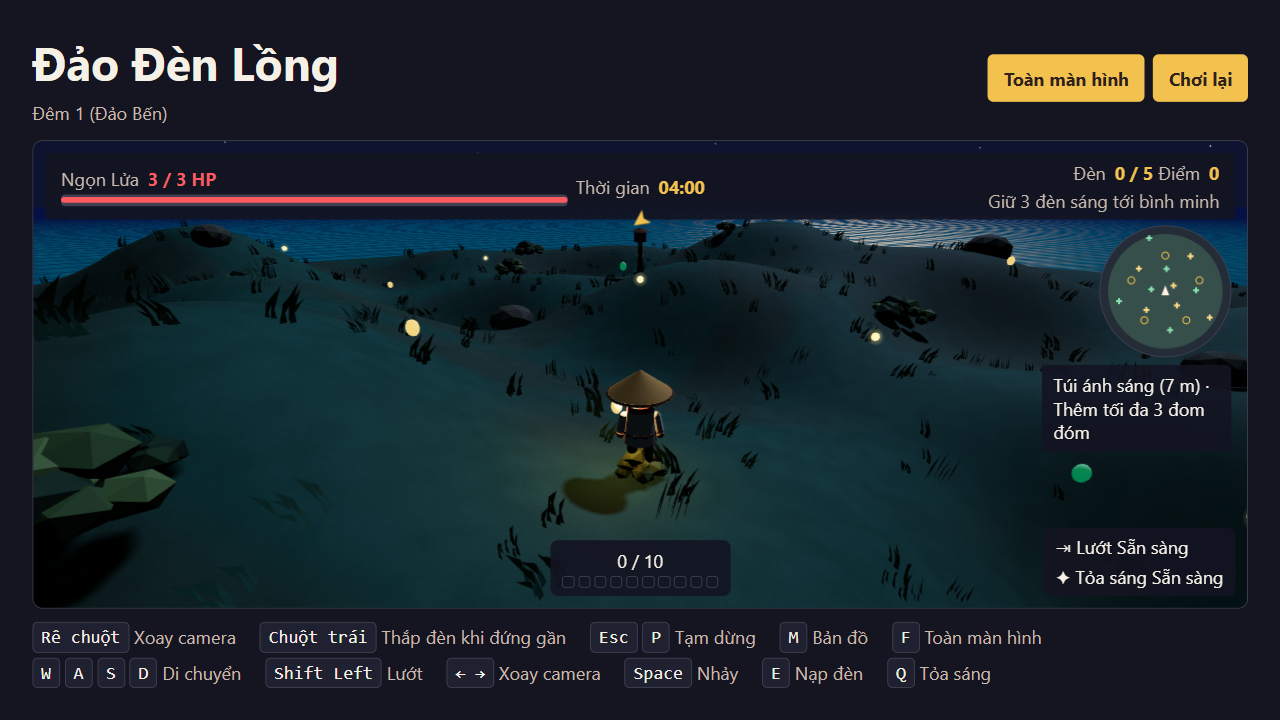 Đảo Đèn Lồng
Đêm 1 (Đảo Bến)
Toàn màn hình
Chơi lại
Ngọn Lửa 3 / 3 HP
Thời gian 04:00
Đèn 0 / 5 Điểm 0
Giữ 3 đèn sáng tới bình minh
Túi ánh sáng (7 m) ·
Thêm tối đa 3 đom
đóm
0 / 10
⇥ Lướt Sẵn sàng
✦ Tỏa sáng Sẵn sàng
Rê chuột Xoay camera Chuột trái Thắp đèn khi đứng gần Esc P Tạm dừng M Bản đồ F Toàn màn hình
W A S D Di chuyển Shift Left Lướt ← → Xoay camera Space Nhảy E Nạp đèn Q Tỏa sáng